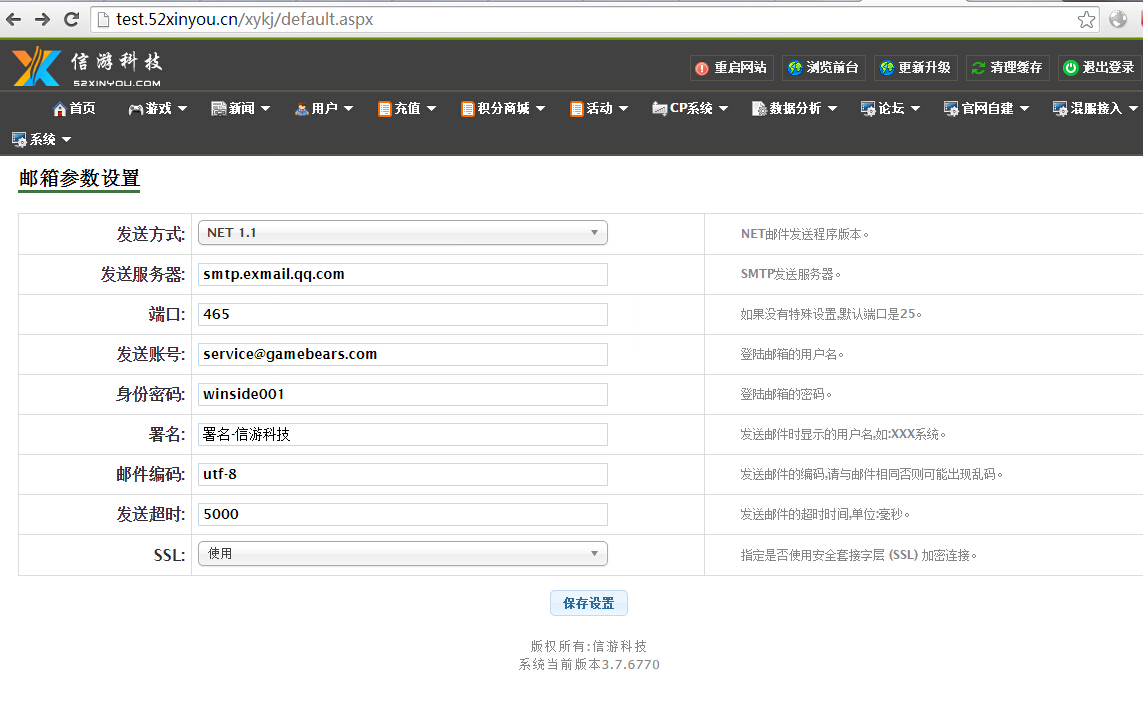 test.52xinyou.cn/xykj/default.aspx
信游科技
52XINYOU.COM
重启网站 浏览前台 更新升级 清理缓存 退出登录
首页 游戏 新闻 用户 充值 积分商城 活动 CP系统 数据分析 论坛 官网自建 混服接入
系统
邮箱参数设置
发送方式: NET 1.1 NET邮件发送程序版本。
发送服务器: smtp.exmail.qq.com SMTP发送服务器。
端口: 465 如果没有特殊设置,默认端口是25。
发送账号: service@gamebears.com 登陆邮箱的用户名。
身份密码: winside001 登陆邮箱的密码。
署名: 署名-信游科技 发送邮件时显示的用户名,如:XXX系统。
邮件编码: utf-8 发送邮件的编码,请与邮件相同否则可能出现乱码。
发送超时: 5000 发送邮件的超时时间,单位:毫秒。
SSL: 使用 指定是否使用安全套接字层 (SSL) 加密连接。
保存设置
版权所有:信游科技
系统当前版本3.7.6770